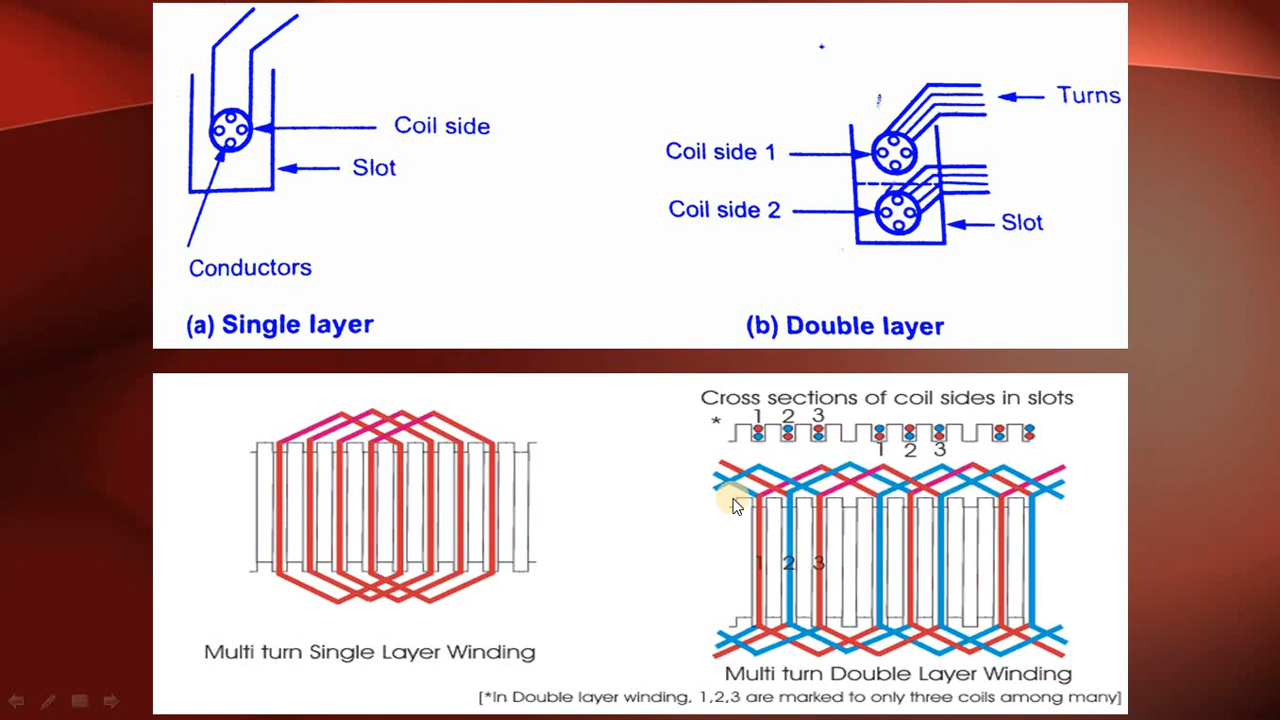 Coil side
Slot
Conductors
(a) Single layer
Turns
Coil side 1
Coil side 2
Slot
(b) Double layer
Multi turn Single Layer Winding
Cross sections of coil sides in slots
* 1 2 3
1 2 3
1 2 3
Multi turn Double Layer Winding
[*In Double layer winding, 1,2,3 are marked to only three coils among many]